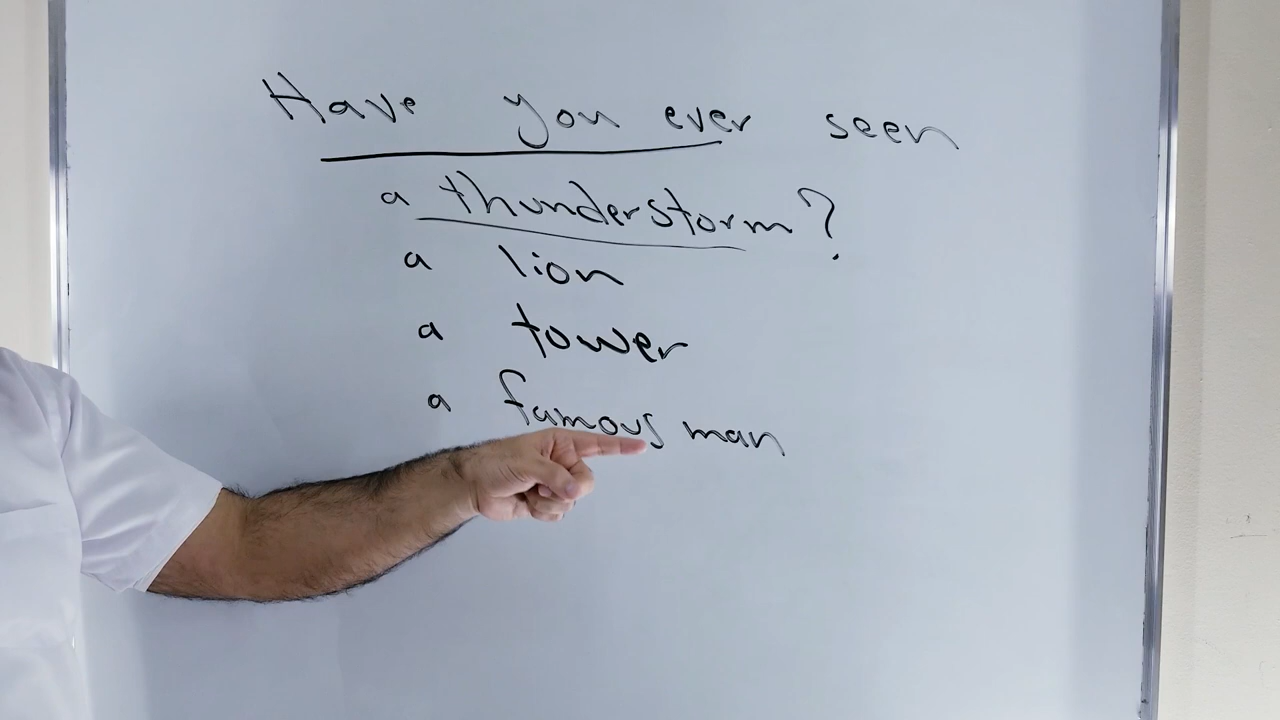 Have you ever seen
a thunderstorm?
a lion
a tower
a famous man